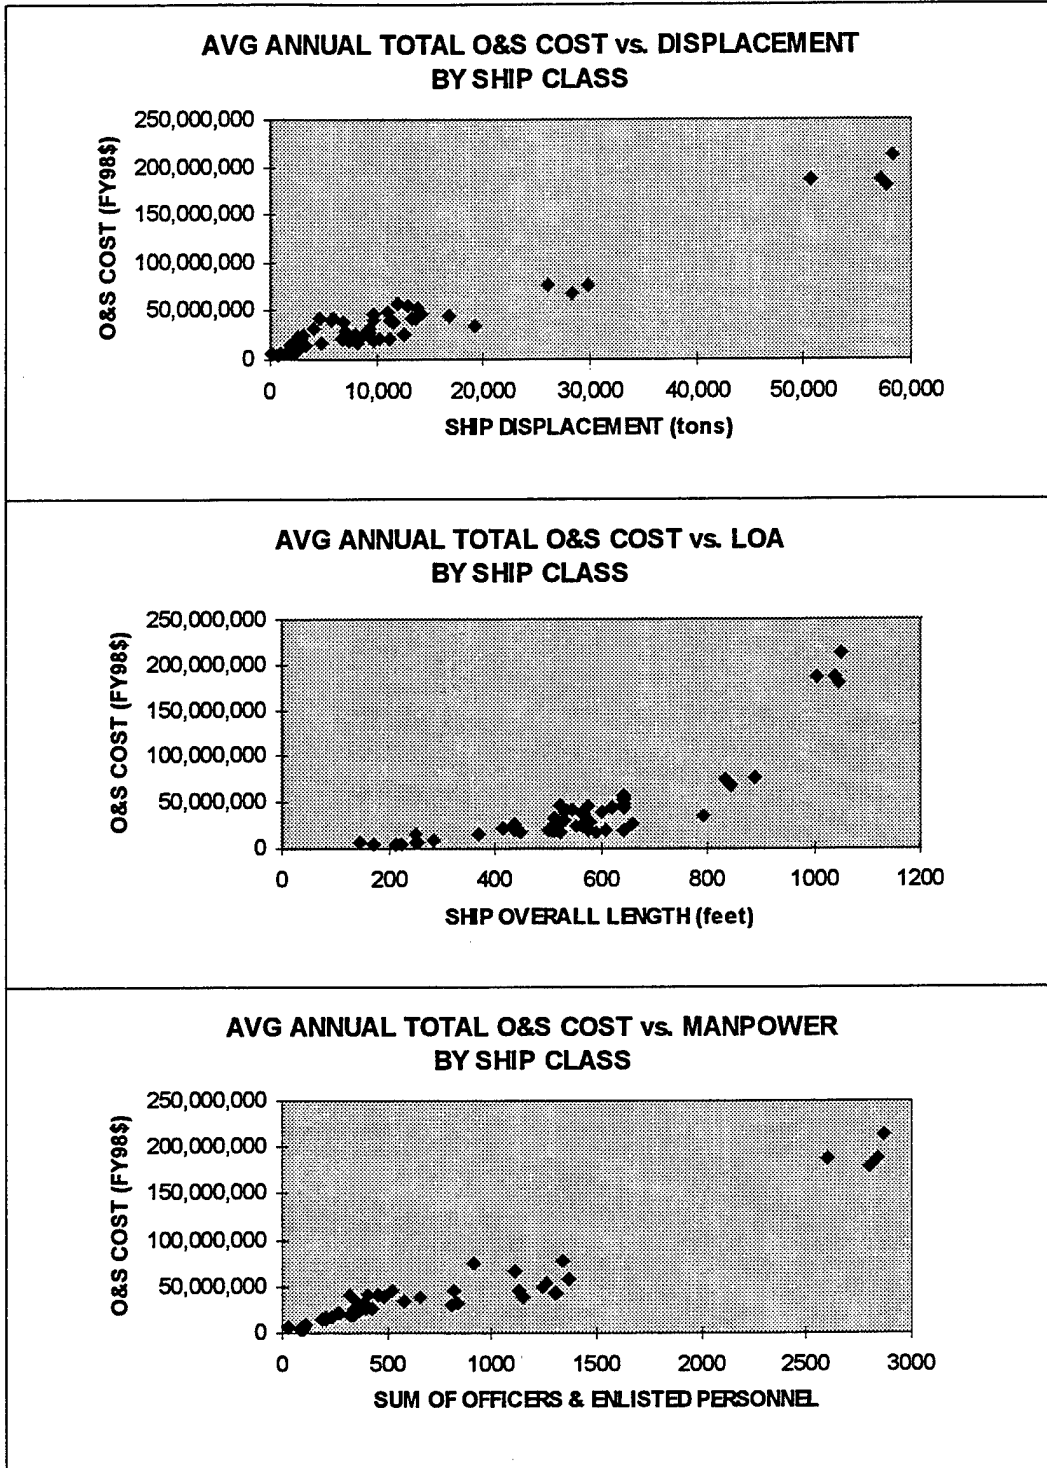 AVG ANNUAL TOTAL O&S COST vs. DISPLACEMENT
BY SHIP CLASS
O&S COST (FY98$)
250,000,000
200,000,000
150,000,000
100,000,000
50,000,000
0
0 10,000 20,000 30,000 40,000 50,000 60,000
SHIP DISPLACEMENT (tons)
AVG ANNUAL TOTAL O&S COST vs. LOA
BY SHIP CLASS
O&S COST (FY98$)
250,000,000
200,000,000
150,000,000
100,000,000
50,000,000
0
0 200 400 600 800 1000 1200
SHIP OVERALL LENGTH (feet)
AVG ANNUAL TOTAL O&S COST vs. MANPOWER
BY SHIP CLASS
O&S COST (FY98$)
250,000,000
200,000,000
150,000,000
100,000,000
50,000,000
0
0 500 1000 1500 2000 2500 3000
SUM OF OFFICERS & ENLISTED PERSONNEL